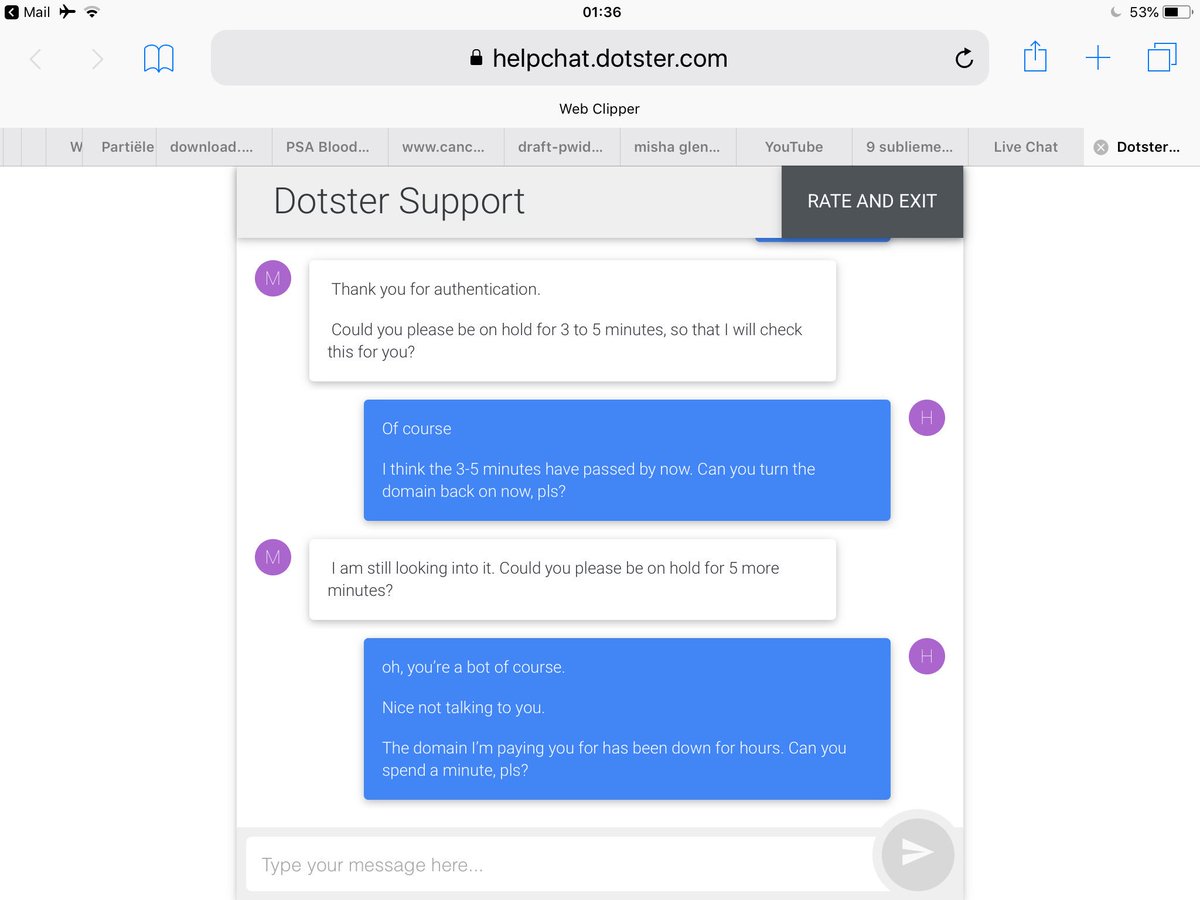 Mail 01:36 53%
helpchat.dotster.com
Web Clipper
W Partiële download.... PSA Blood... www.canc... draft-pwid... misha glen... YouTube 9 sublieme... Live Chat Dotster...
Dotster Support RATE AND EXIT
M
Thank you for authentication.
Could you please be on hold for 3 to 5 minutes, so that I will check
this for you?
H
Of course
I think the 3-5 minutes have passed by now. Can you turn the
domain back on now, pls?
M
I am still looking into it. Could you please be on hold for 5 more
minutes?
H
oh, you're a bot of course.
Nice not talking to you.
The domain I'm paying you for has been down for hours. Can you
spend a minute, pls?
Type your message here...